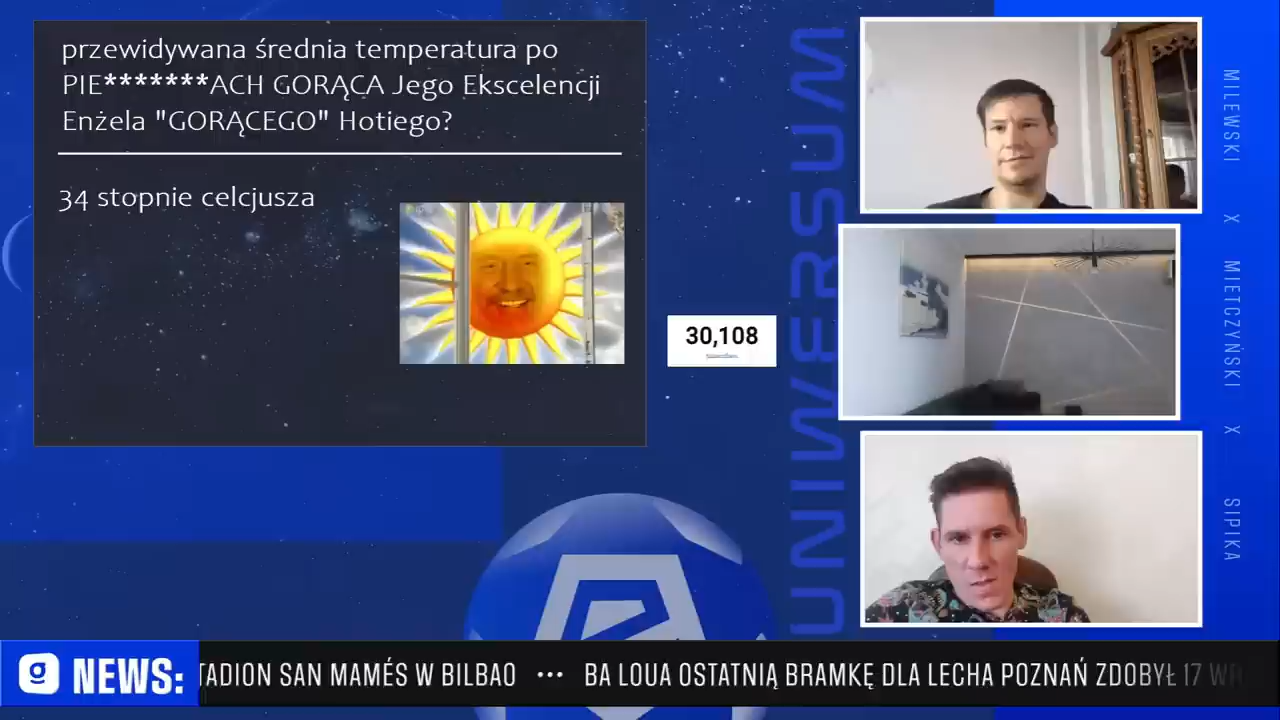 przewidywana średnia temperatura po
PIE*******ACH GORĄCA Jego Ekscelencji
Enżela "GORĄCEGO" Hotiego?
34 stopnie celcjusza
30,108
UNIWERSUM
MILEWSKI X MIETCZYŃSKI X SIPIKA
g NEWS:
TADION SAN MAMÉS W BILBAO ••• BA LOUA OSTATNIĄ BRAMKĘ DLA LECHA POZNAŃ ZDOBYŁ 17 WR